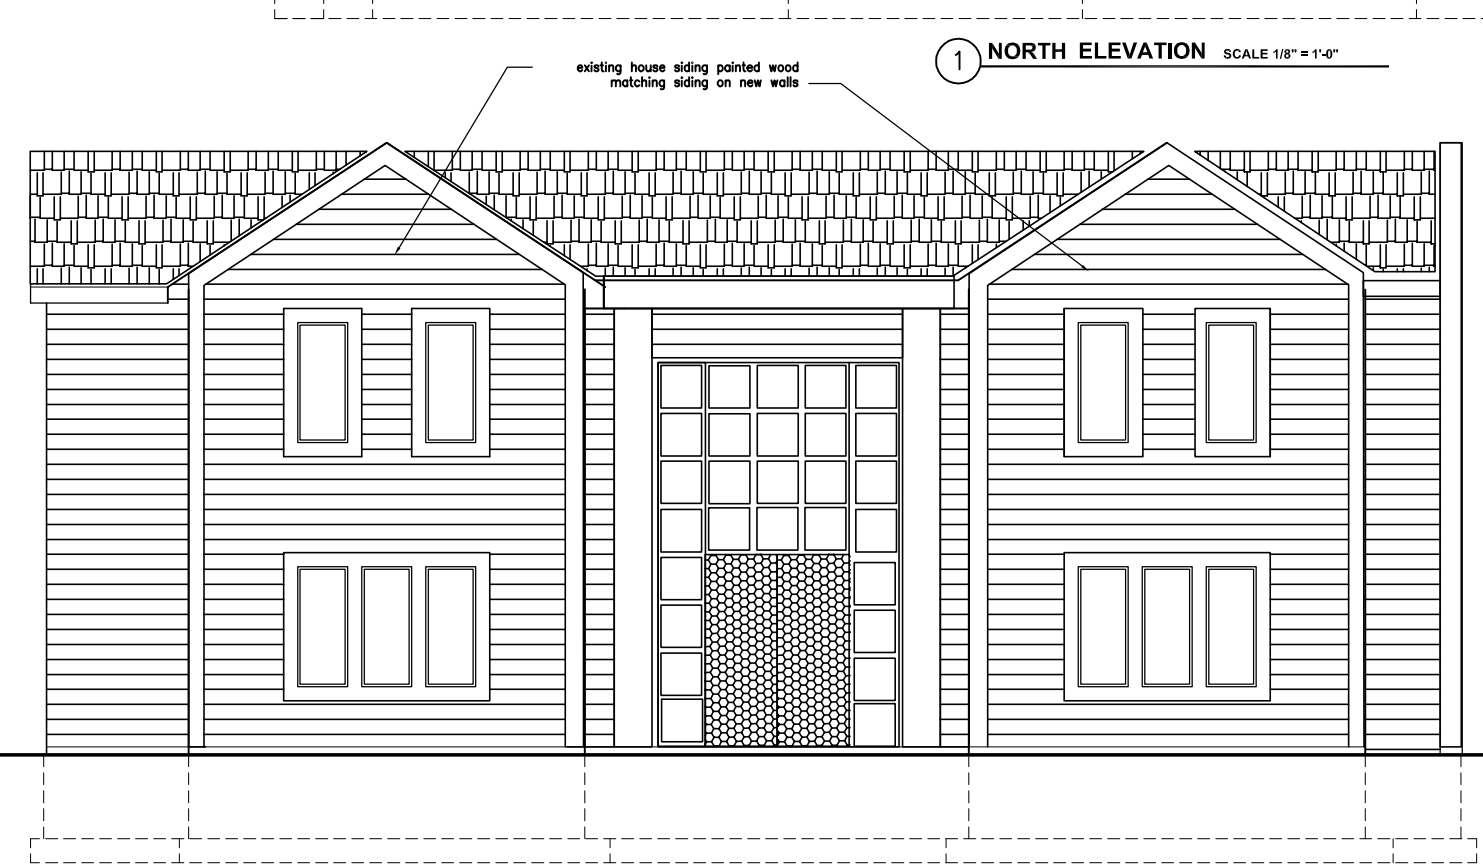 1 NORTH ELEVATION SCALE 1/8" = 1'-0"
existing house siding painted wood
matching siding on new walls